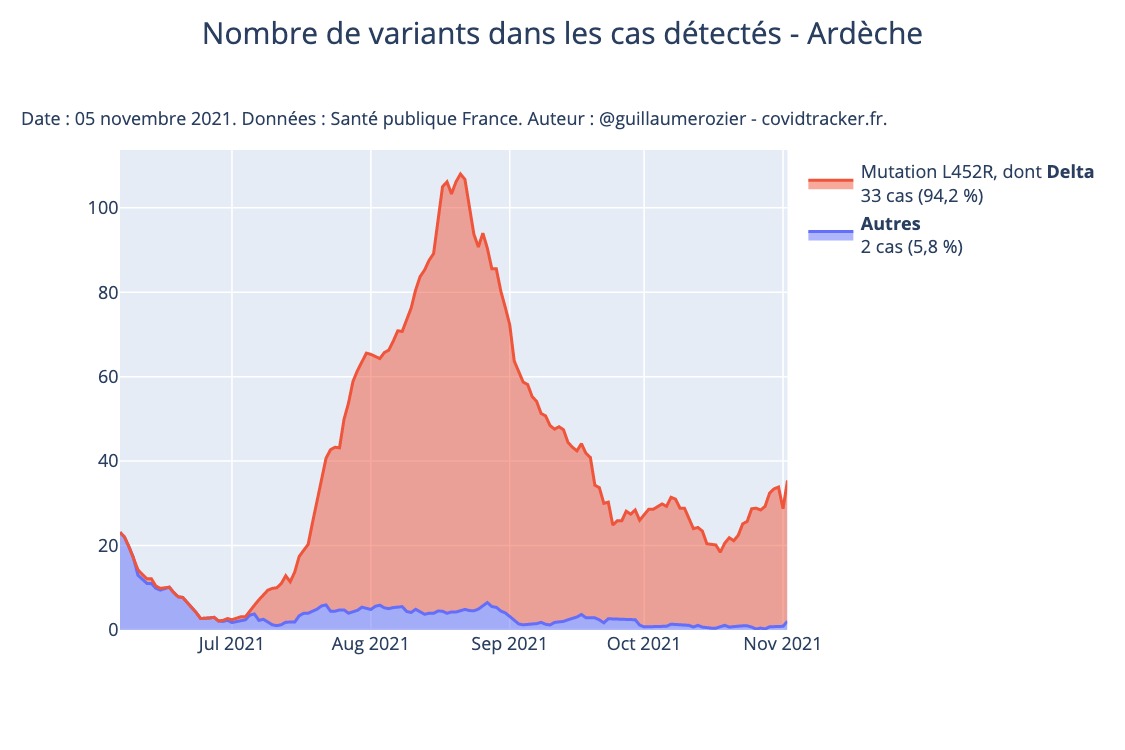 Nombre de variants dans les cas détectés - Ardèche
Date : 05 novembre 2021. Données : Santé publique France. Auteur : @guillaumerozier - covidtracker.fr.
Mutation L452R, dont Delta
33 cas (94,2 %)
Autres
2 cas (5,8 %)
100
80
60
40
20
0
Jul 2021
Aug 2021
Sep 2021
Oct 2021
Nov 2021